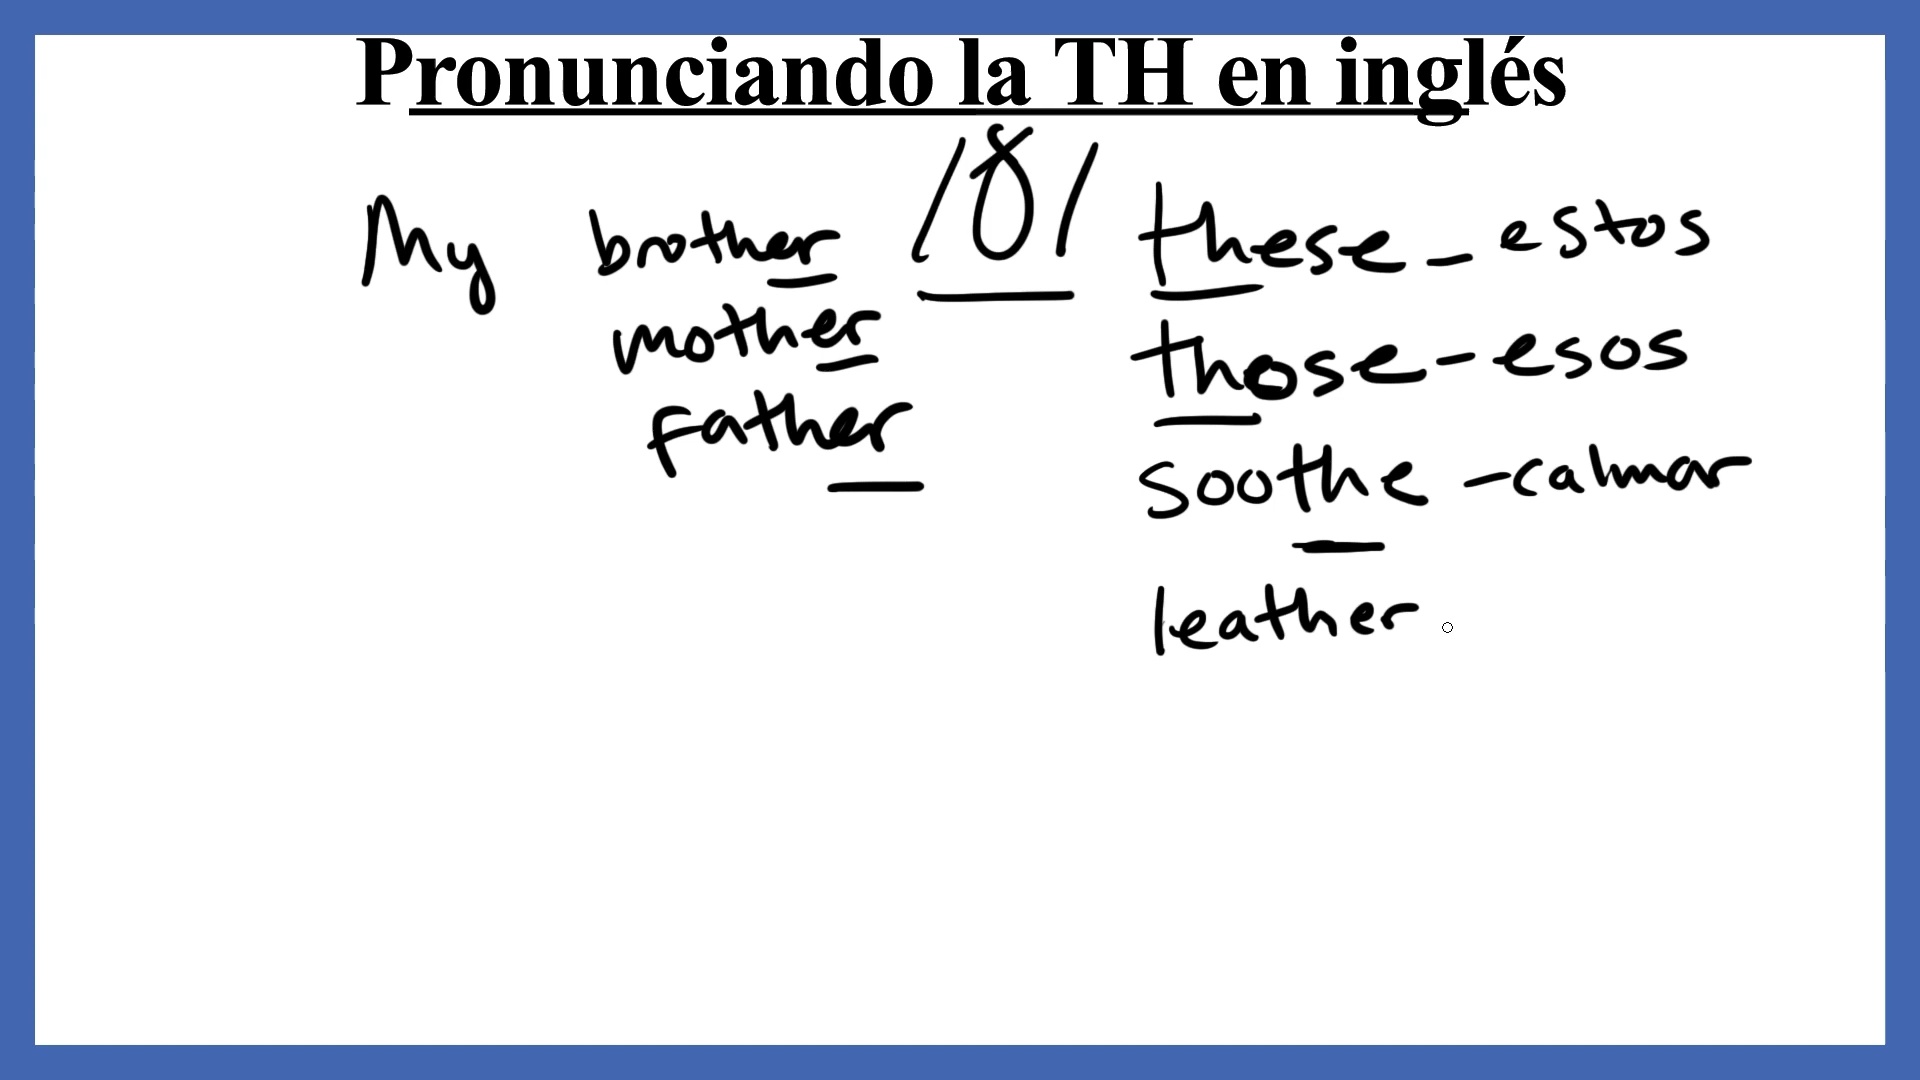 Pronunciando la TH en inglés
/ð/
My brother
mother
father
these - estos
those - esos
soothe - calmar
leather